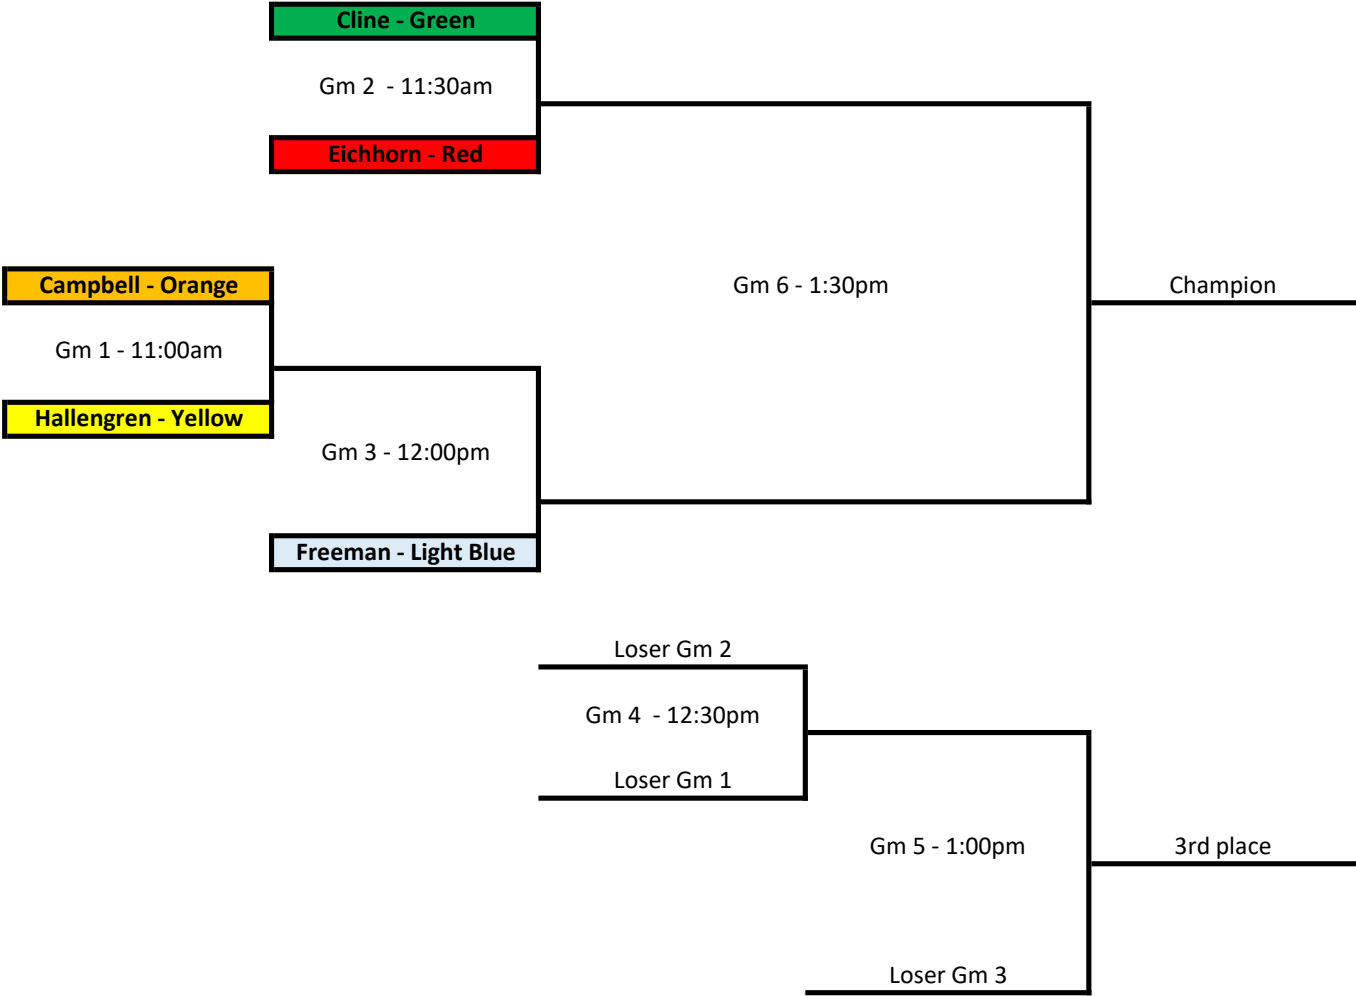 Cline - Green
Gm 2  - 11:30am
Eichhorn - Red
Campbell - Orange
Gm 6 - 1:30pm
Champion
Gm 1 - 11:00am
Hallengren - Yellow
Gm 3 - 12:00pm
Freeman - Light Blue
Loser Gm 2
Gm 4  - 12:30pm
Loser Gm 1
Gm 5 - 1:00pm
3rd place
Loser Gm 3